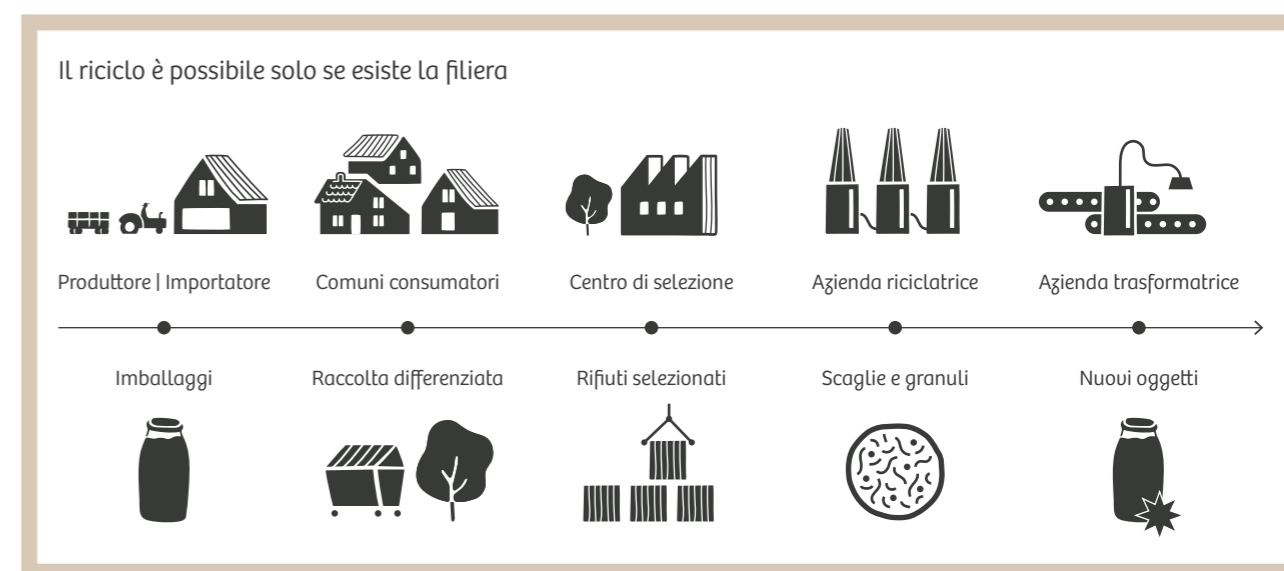 Il riciclo è possibile solo se esiste la filiera
Produttore | Importatore
Comuni consumatori
Centro di selezione
Azienda riciclatrice
Azienda trasformatrice
Imballaggi
Raccolta differenziata
Rifiuti selezionati
Scaglie e granuli
Nuovi oggetti